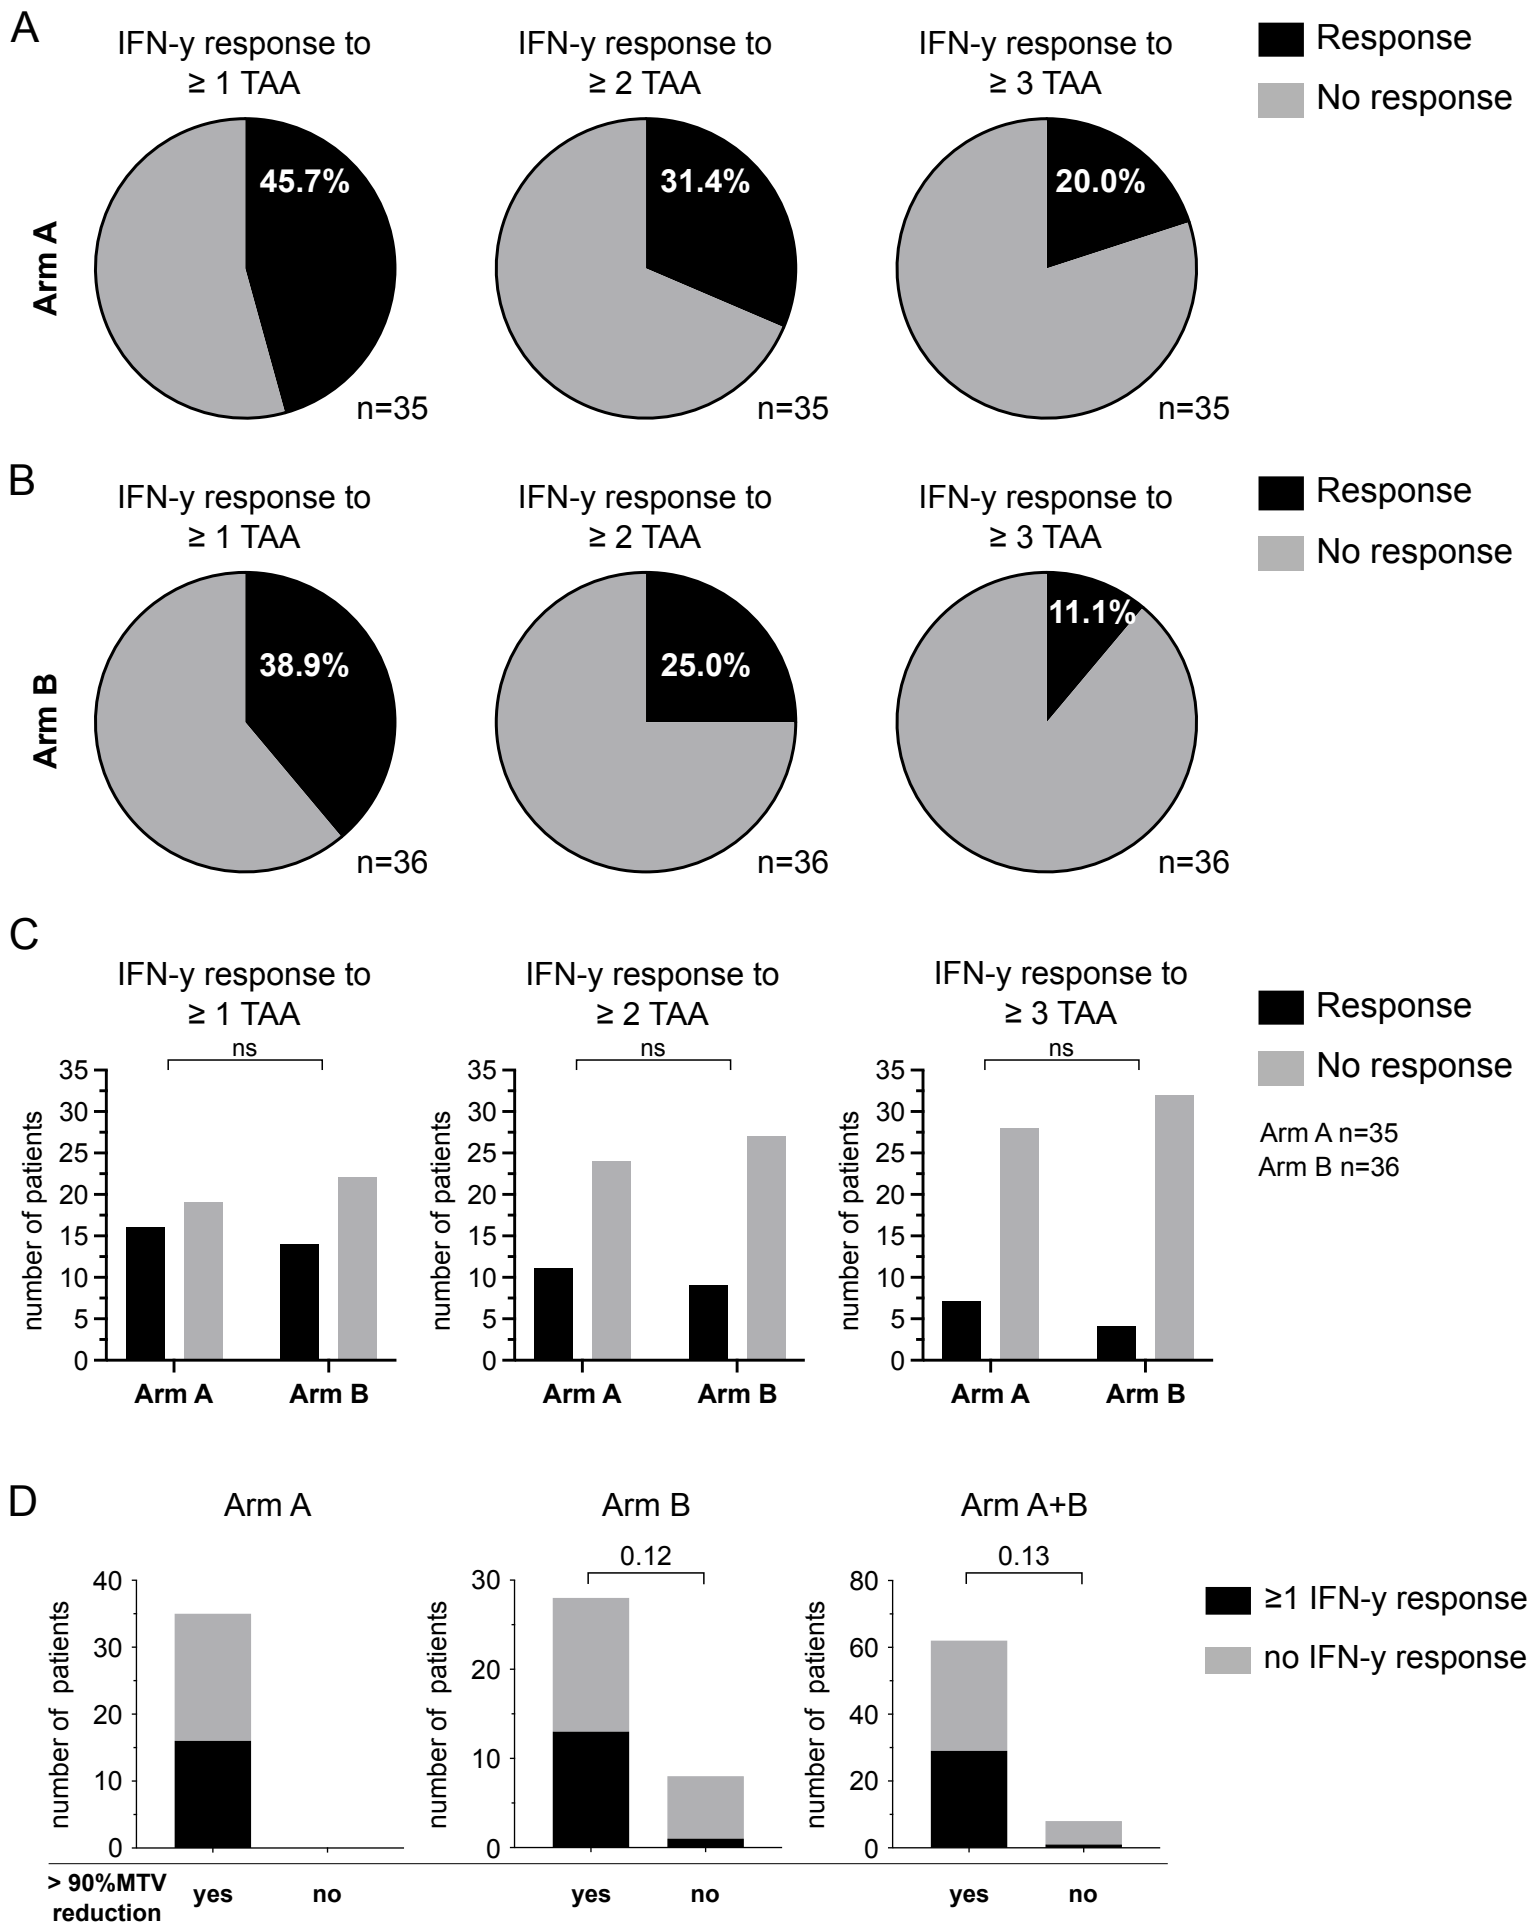 A
IFN-y response to
≥ 1 TAA
IFN-y response to
≥ 2 TAA
IFN-y response to
≥ 3 TAA
Response
No response
Arm A
45.7%
31.4%
20.0%
n=35
n=35
n=35
B
IFN-y response to
≥ 1 TAA
IFN-y response to
≥ 2 TAA
IFN-y response to
≥ 3 TAA
Response
No response
Arm B
38.9%
25.0%
11.1%
n=36
n=36
n=36
C
IFN-y response to
≥ 1 TAA
ns
number of patients
35
30
25
20
15
10
5
0
Arm A
Arm B
IFN-y response to
≥ 2 TAA
ns
number of patients
35
30
25
20
15
10
5
0
Arm A
Arm B
IFN-y response to
≥ 3 TAA
ns
number of patients
35
30
25
20
15
10
5
0
Arm A
Arm B
Response
No response
Arm A n=35
Arm B n=36
D
Arm A
number of patients
40
30
20
10
0
Arm B
0.12
number of patients
30
20
10
0
Arm A+B
0.13
number of patients
80
60
40
20
0
≥1 IFN-y response
no IFN-y response
> 90%MTV
reduction
yes
no
yes
no
yes
no